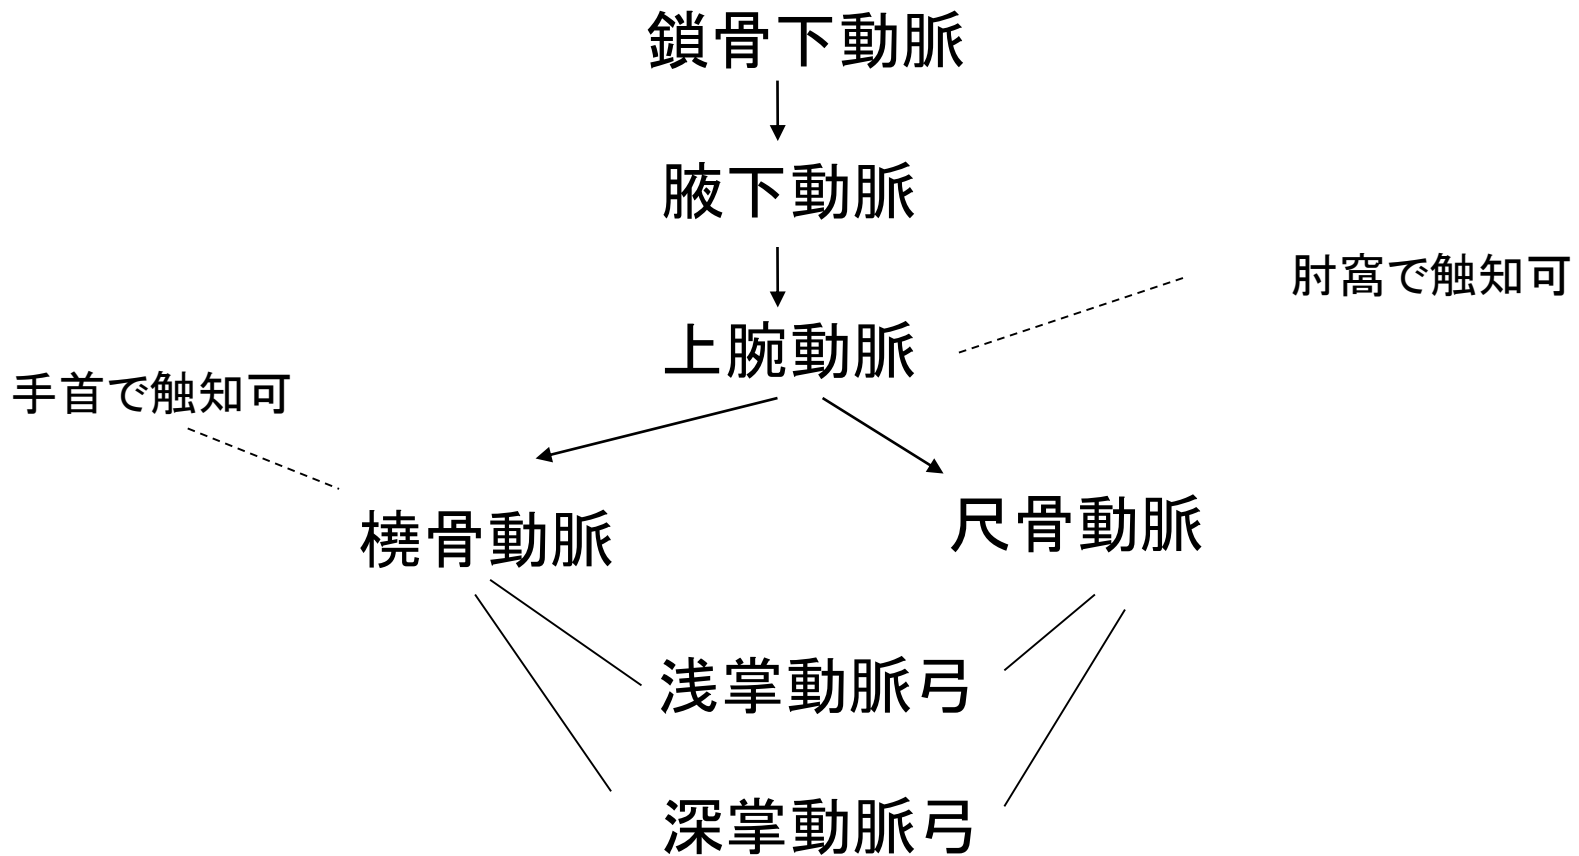 鎖骨下動脈
腋下動脈
肘窩で触知可
上腕動脈
手首で触知可
橈骨動脈
尺骨動脈
浅掌動脈弓
深掌動脈弓